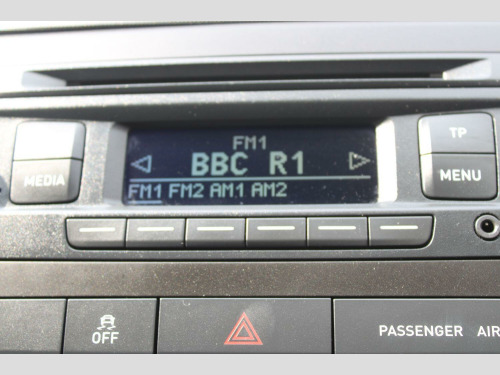 FM1
TP
BBC R1
MEDIA
MENU
FM1 FM2 AM1 AM2
OFF
PASSENGER AIR